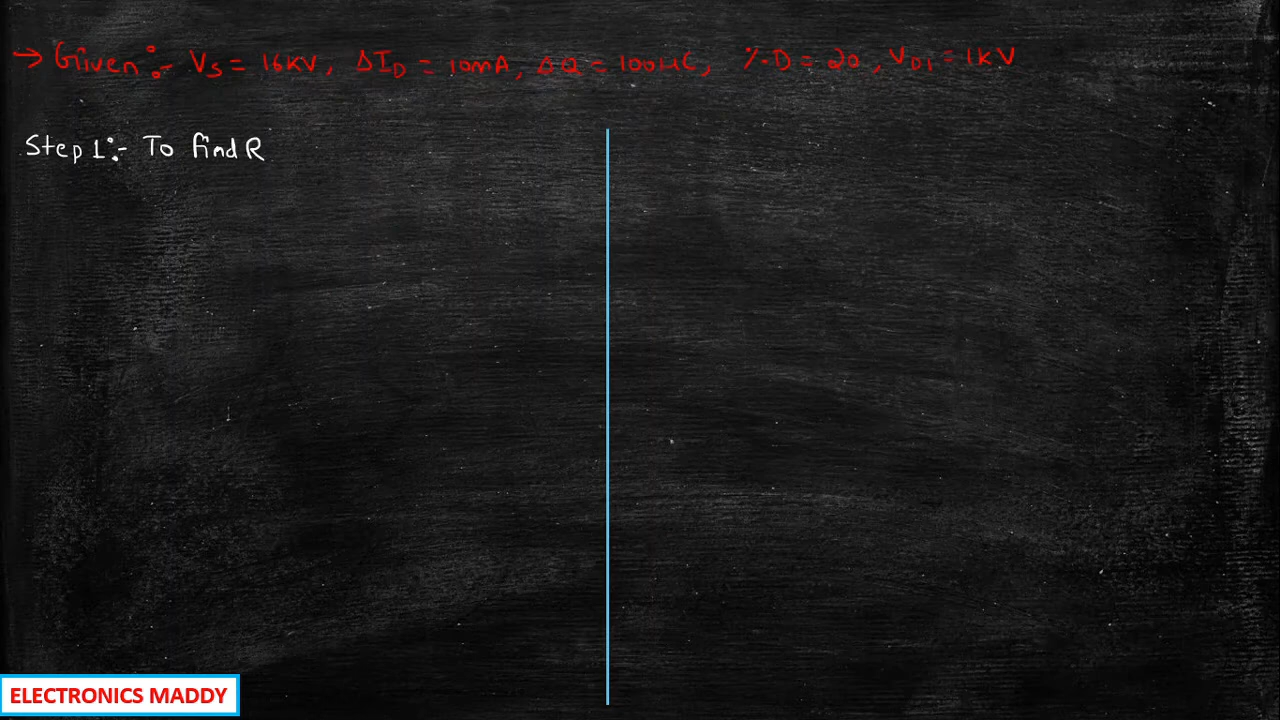 → Given:- Vs = 16KV, ΔID = 10mA, ΔQ = 100μC, %D = 20, VD1 = 1KV
Step 1:- To find R
ELECTRONICS MADDY